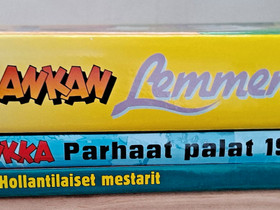 ANKAN Lemmen
KKA Parhaat palat 19
Hollantilaiset mestarit